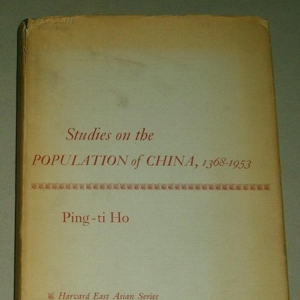 Studies on the
POPULATION of CHINA, 1368-1953
Ping-ti Ho
Harvard East Asian Series